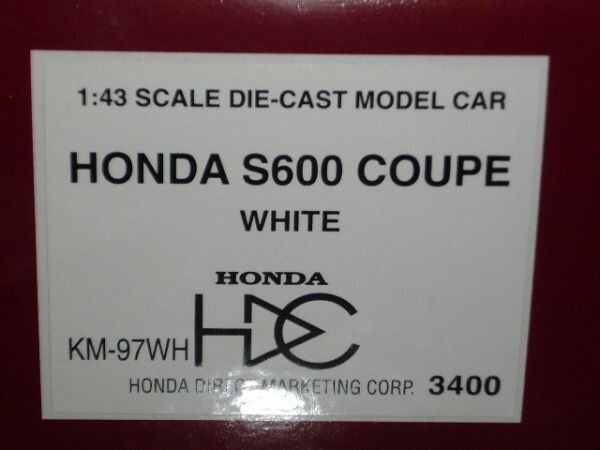 1:43 SCALE DIE-CAST MODEL CAR
HONDA S600 COUPE
WHITE
HONDA
KM-97WH HDC
HONDA DIRECT MARKETING CORP. 3400